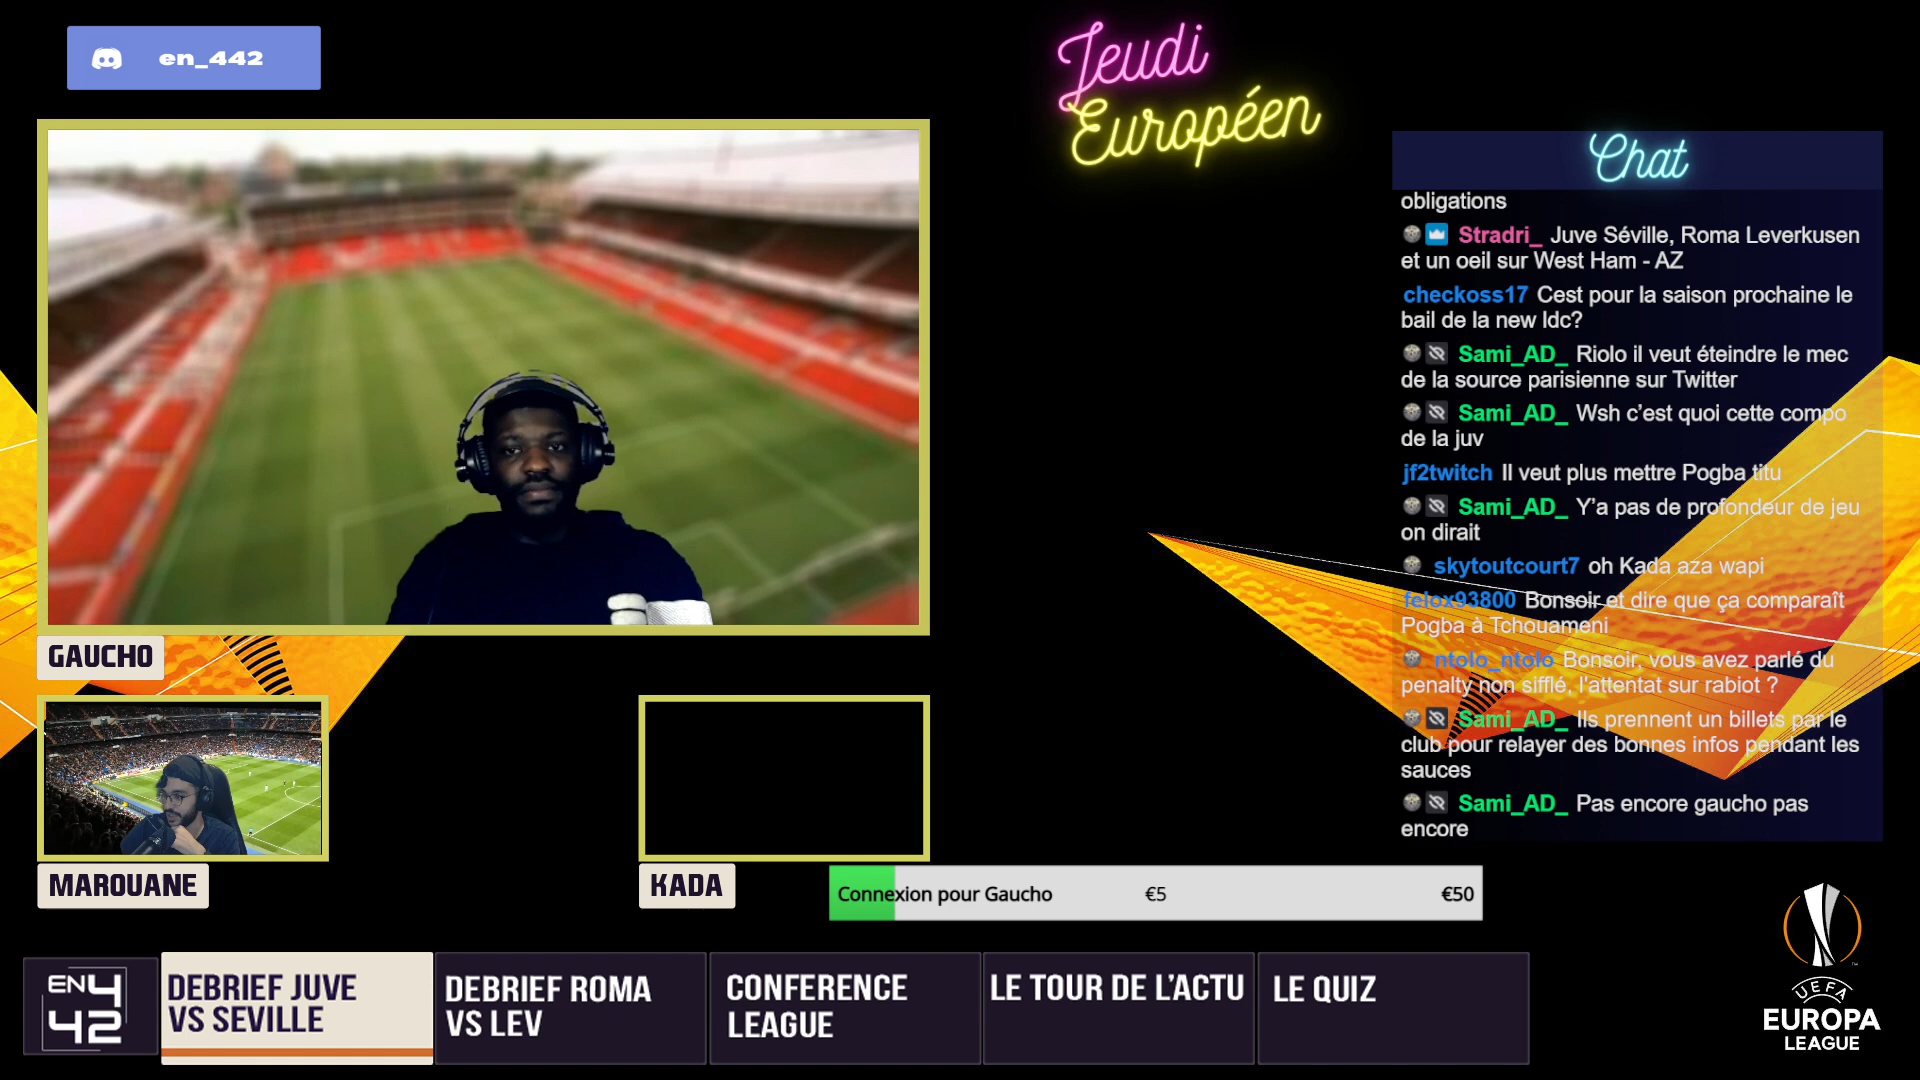 en_442
Jeudi
Européen
Chat
obligations
Stradri_ Juve Séville, Roma Leverkusen
et un oeil sur West Ham - AZ
checkoss17 Cest pour la saison prochaine le
bail de la new ldc?
Sami_AD_ Riolo il veut éteindre le mec
de la source parisienne sur Twitter
Sami_AD_ Wsh c'est quoi cette compo
de la juv
jf2twitch Il veut plus mettre Pogba titu
Sami_AD_ Y'a pas de profondeur de jeu
on dirait
skytoutcourt7 oh Kada aza wapi
felox93800 Bonsoir et dire que ça comparaît
Pogba à Tchouameni
ntolo_ntolo Bonsoir, vous avez parlé du
penalty non sifflé, l'attentat sur rabiot ?
Sami_AD_ Ils prennent un billets par le
club pour relayer des bonnes infos pendant les
sauces
Sami_AD_ Pas encore gaucho pas
encore
GAUCHO
MAROUANE
KADA
Connexion pour Gaucho €5 €50
EN 4
42
DEBRIEF JUVE
VS SEVILLE
DEBRIEF ROMA
VS LEV
CONFERENCE
LEAGUE
LE TOUR DE L'ACTU
LE QUIZ
UEFA
EUROPA
LEAGUE